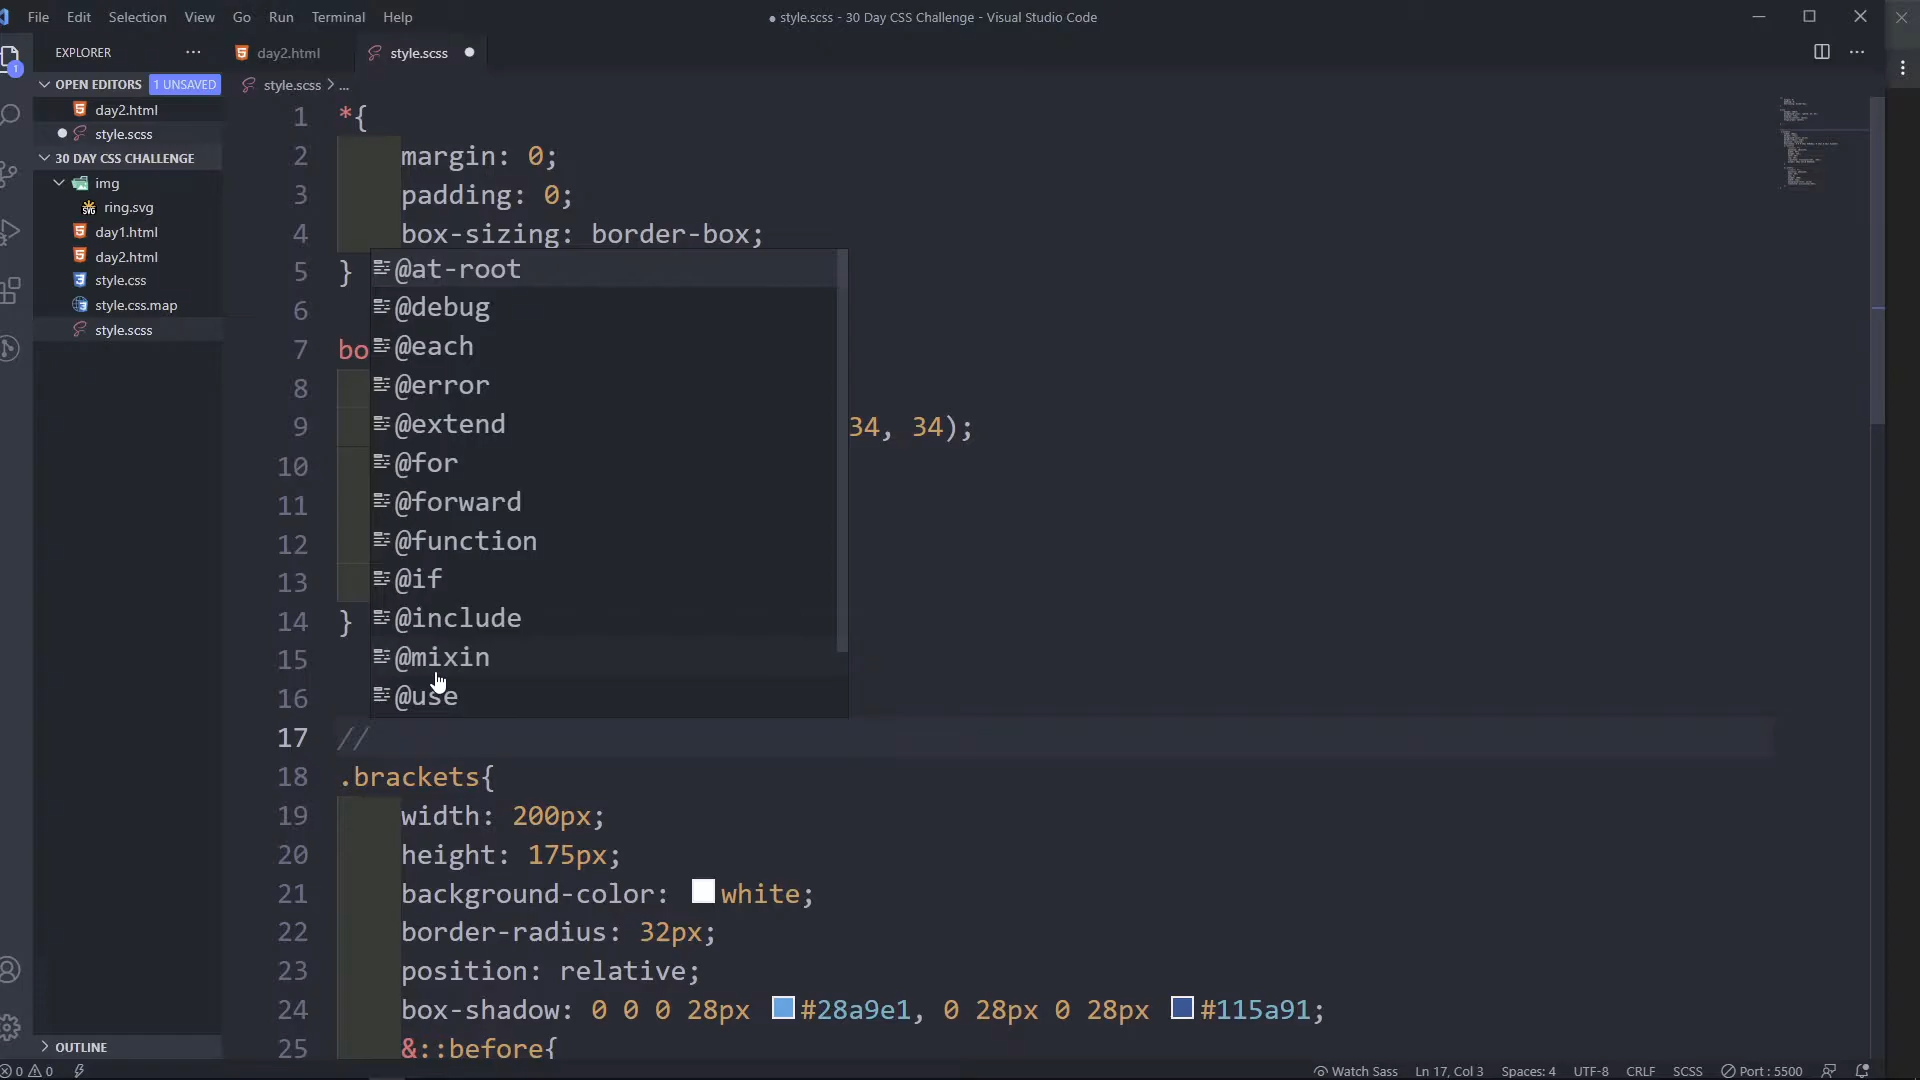 File Edit Selection View Go Run Terminal Help
● style.scss - 30 Day CSS Challenge - Visual Studio Code
EXPLORER
day2.html
style.scss
OPEN EDITORS 1 UNSAVED
style.scss > ...
day2.html
style.scss
30 DAY CSS CHALLENGE
img
ring.svg
day1.html
day2.html
style.css
style.css.map
style.scss
OUTLINE
1 *{
2 margin: 0;
3 padding: 0;
4 box-sizing: border-box;
5 }
6
7 bo
8
9 34, 34);
10
11
12
13
14 }
15
16
17 //
18 .brackets{
19 width: 200px;
20 height: 175px;
21 background-color: white;
22 border-radius: 32px;
23 position: relative;
24 box-shadow: 0 0 0 28px #28a9e1, 0 28px 0 28px #115a91;
25 &::before{
@at-root
@debug
@each
@error
@extend
@for
@forward
@function
@if
@include
@mixin
@use
1
0 0
Watch Sass Ln 17, Col 3 Spaces: 4 UTF-8 CRLF SCSS Port : 5500